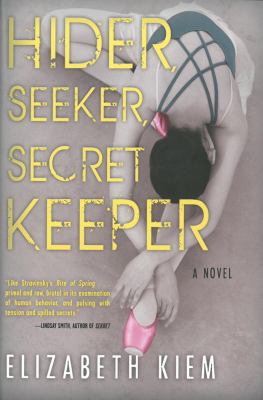 HIDER,
SEEKER,
SECRET
KEEPER
A NOVEL
"Like Stravinsky's Rite of Spring
primal and raw, brutal in its examination
of human behavior, and pulsing with
tension and spilled secrets."
—LINDSAY SMITH, AUTHOR OF SEKRET
ELIZABETH KIEM